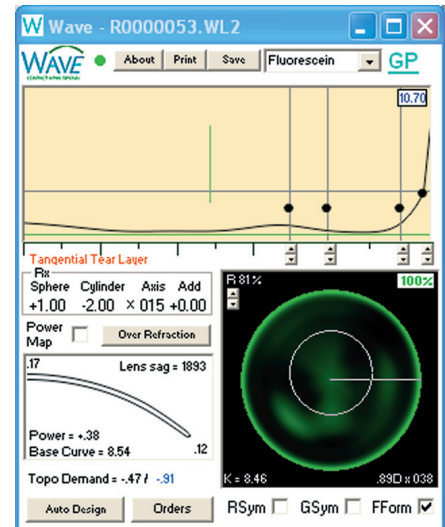 W Wave - R0000053.WL2
WAVE About Print Save Fluorescein GP
10.70
Tangential Tear Layer
Rx
Sphere Cylinder Axis Add
+1.00 -2.00 × 015 +0.00
Power Map Over Refraction
.17 Lens sag = 1893
Power = +.38
Base Curve = 8.54 .12
Topo Demand = -.47 / -.91
Auto Design Orders
R 81% 100%
K = 8.46 .89D x 038
RSym GSym FForm